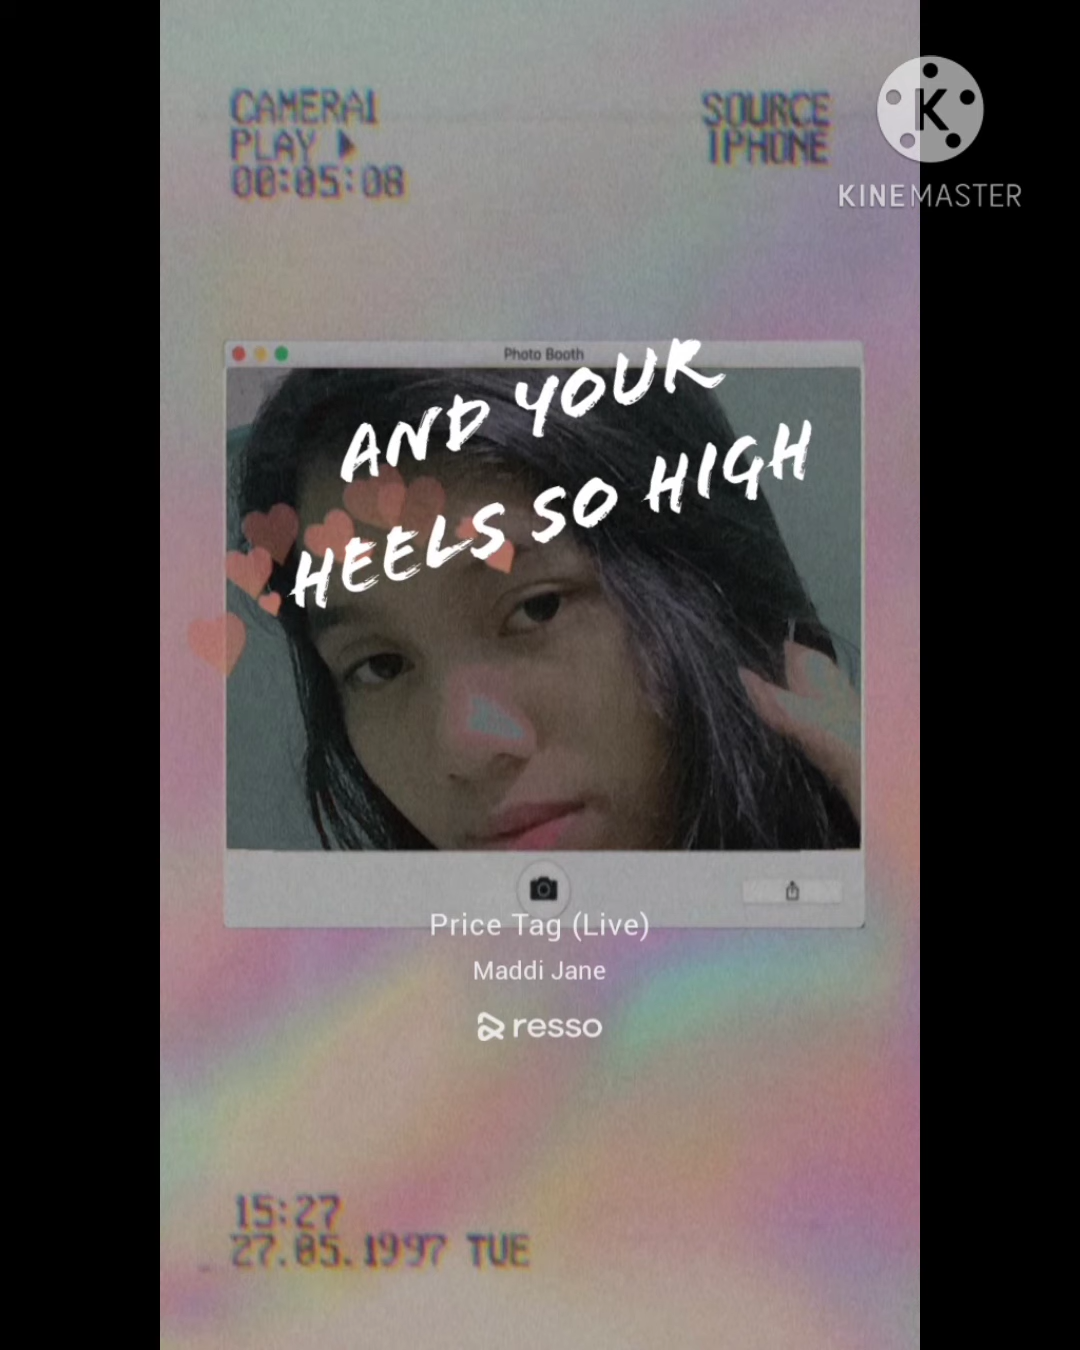 CAMERA1
PLAY
00:05:08
SOURCE
IPHONE
K
KINEMASTER
Photo Booth
AND YOUR
HEELS SO HIGH
Price Tag (Live)
Maddi Jane
resso
15:27
27.05.1997 TUE